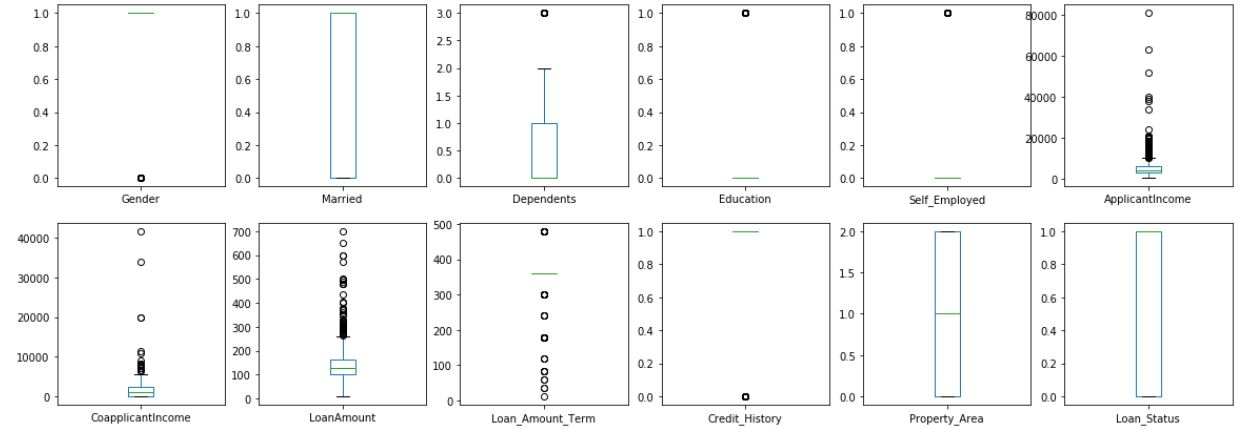 1.0 0.8 0.6 0.4 0.2 0.0
Gender
1.0 0.8 0.6 0.4 0.2 0.0
Married
3.0 2.5 2.0 1.5 1.0 0.5 0.0
Dependents
1.0 0.8 0.6 0.4 0.2 0.0
Education
1.0 0.8 0.6 0.4 0.2 0.0
Self_Employed
80000 60000 40000 20000 0
ApplicantIncome
40000 30000 20000 10000 0
CoapplicantIncome
700 600 500 400 300 200 100 0
LoanAmount
500 400 300 200 100 0
Loan_Amount_Term
1.0 0.8 0.6 0.4 0.2 0.0
Credit_History
2.0 1.5 1.0 0.5 0.0
Property_Area
1.0 0.8 0.6 0.4 0.2 0.0
Loan_Status